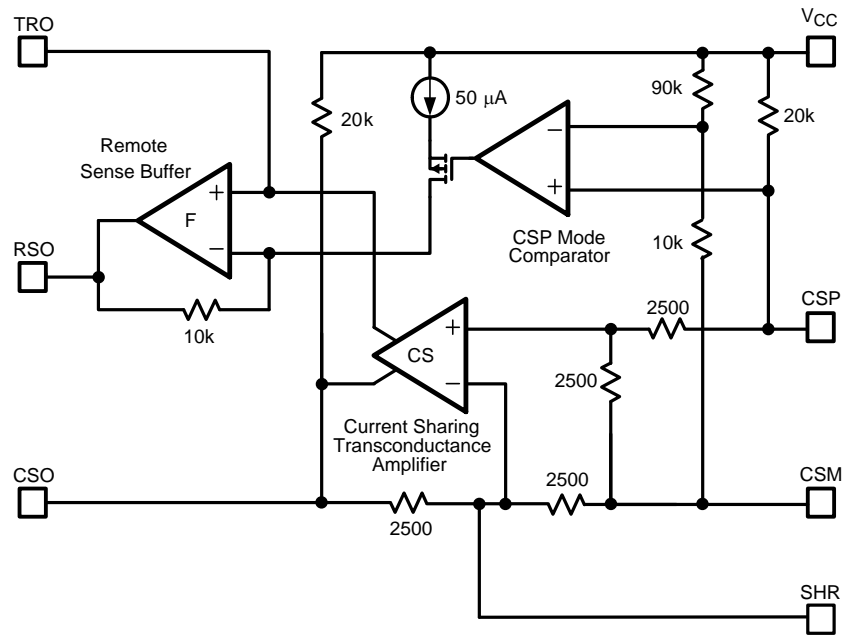 TRO
V_CC
50 μA
90k
20k
20k
Remote
Sense Buffer
−
+
+
F
−
CSP Mode
Comparator
10k
RSO
10k
2500
CSP
+
CS
−
2500
Current Sharing
Transconductance
Amplifier
CSO
2500
CSM
2500
SHR